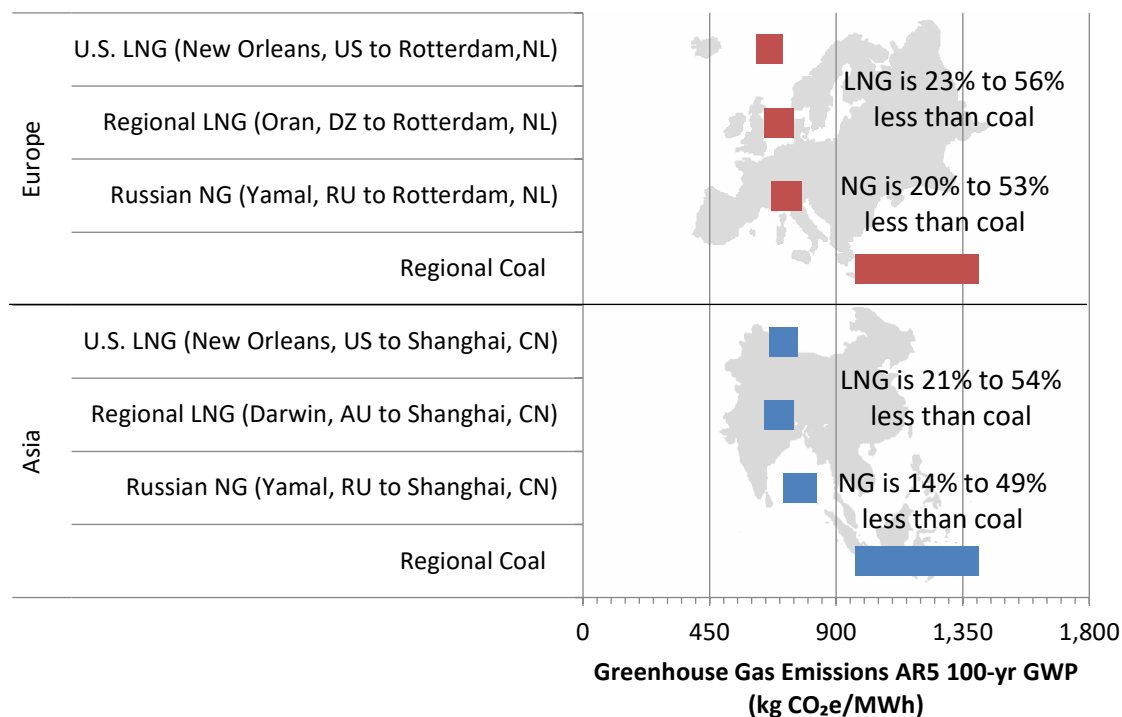 Europe
U.S. LNG (New Orleans, US to Rotterdam,NL)
Regional LNG (Oran, DZ to Rotterdam, NL)
Russian NG (Yamal, RU to Rotterdam, NL)
Regional Coal
LNG is 23% to 56%
less than coal
NG is 20% to 53%
less than coal
Asia
U.S. LNG (New Orleans, US to Shanghai, CN)
Regional LNG (Darwin, AU to Shanghai, CN)
Russian NG (Yamal, RU to Shanghai, CN)
Regional Coal
LNG is 21% to 54%
less than coal
NG is 14% to 49%
less than coal
0 450 900 1,350 1,800
Greenhouse Gas Emissions AR5 100-yr GWP
(kg CO₂e/MWh)